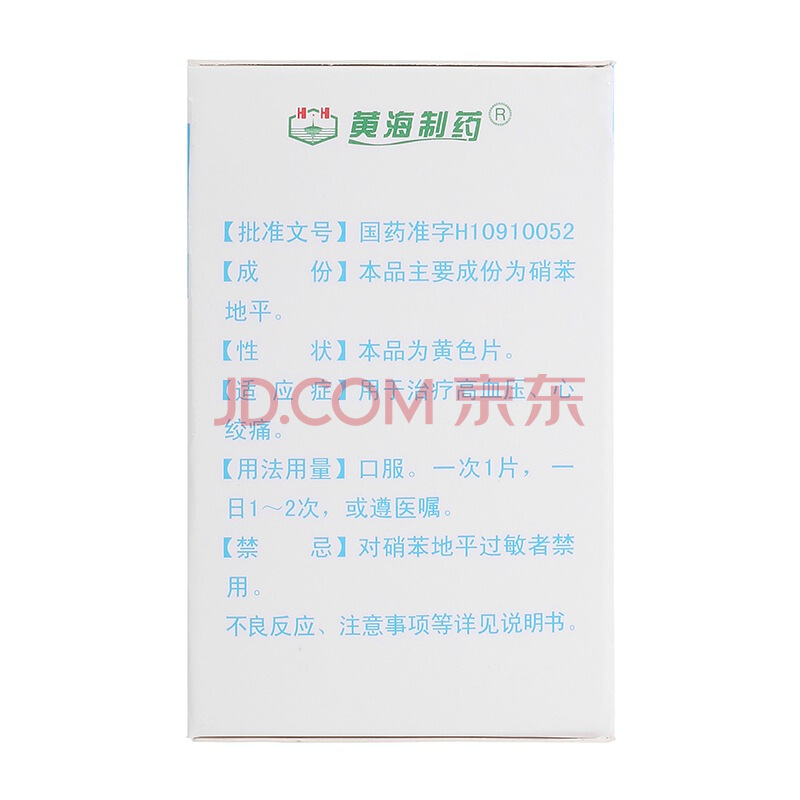 黄海制药®
【批准文号】国药准字H10910052
【成 份】本品主要成份为硝苯
地平。
【性 状】本品为黄色片。
【适应症】用于治疗高血压、心
JD.COM 京东
绞痛。
【用法用量】口服。一次1片，一
日1～2次，或遵医嘱。
【禁 忌】对硝苯地平过敏者禁
用。
不良反应、注意事项等详见说明书。